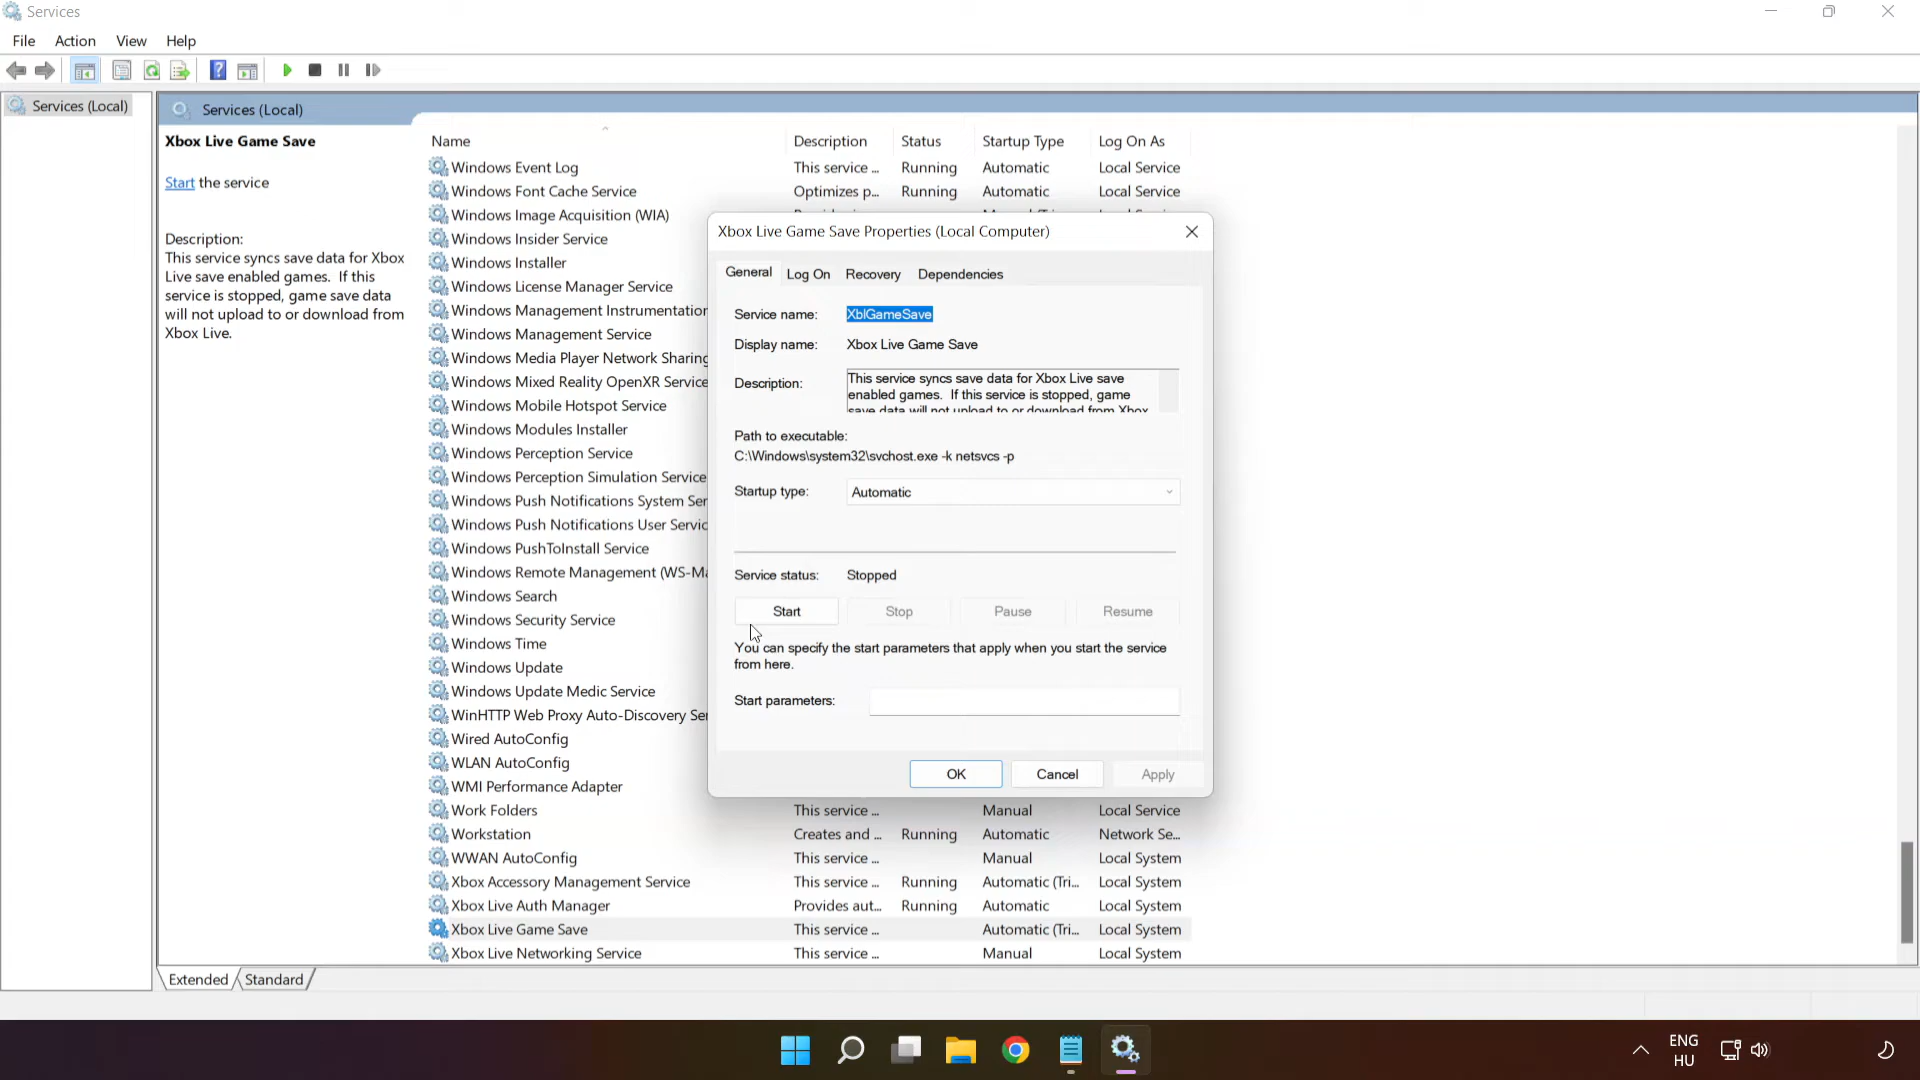 Services
File Action View Help
Services (Local)
Services (Local)
Xbox Live Game Save
Start the service
Description:
This service syncs save data for Xbox
Live save enabled games. If this
service is stopped, game save data
will not upload to or download from
Xbox Live.
Name Description Status Startup Type Log On As
Windows Event Log This service ... Running Automatic Local Service
Windows Font Cache Service Optimizes p... Running Automatic Local Service
Windows Image Acquisition (WIA)
Windows Insider Service
Windows Installer
Windows License Manager Service
Windows Management Instrumentation
Windows Management Service
Windows Media Player Network Sharing
Windows Mixed Reality OpenXR Service
Windows Mobile Hotspot Service
Windows Modules Installer
Windows Perception Service
Windows Perception Simulation Service
Windows Push Notifications System Ser
Windows Push Notifications User Servic
Windows PushToInstall Service
Windows Remote Management (WS-Ma
Windows Search
Windows Security Service
Windows Time
Windows Update
Windows Update Medic Service
WinHTTP Web Proxy Auto-Discovery Ser
Wired AutoConfig
WLAN AutoConfig
WMI Performance Adapter
Work Folders This service ... Manual Local Service
Workstation Creates and ... Running Automatic Network Se...
WWAN AutoConfig This service ... Manual Local System
Xbox Accessory Management Service This service ... Running Automatic (Tri... Local System
Xbox Live Auth Manager Provides aut... Running Automatic Local System
Xbox Live Game Save This service ... Automatic (Tri... Local System
Xbox Live Networking Service This service ... Manual Local System
Extended Standard
Xbox Live Game Save Properties (Local Computer)
General Log On Recovery Dependencies
Service name: XblGameSave
Display name: Xbox Live Game Save
Description: This service syncs save data for Xbox Live save
enabled games. If this service is stopped, game
save data will not upload to or download from Xbox
Path to executable:
C:\Windows\system32\svchost.exe -k netsvcs -p
Startup type: Automatic
Service status: Stopped
Start Stop Pause Resume
You can specify the start parameters that apply when you start the service
from here.
Start parameters:
OK Cancel Apply
ENG
HU